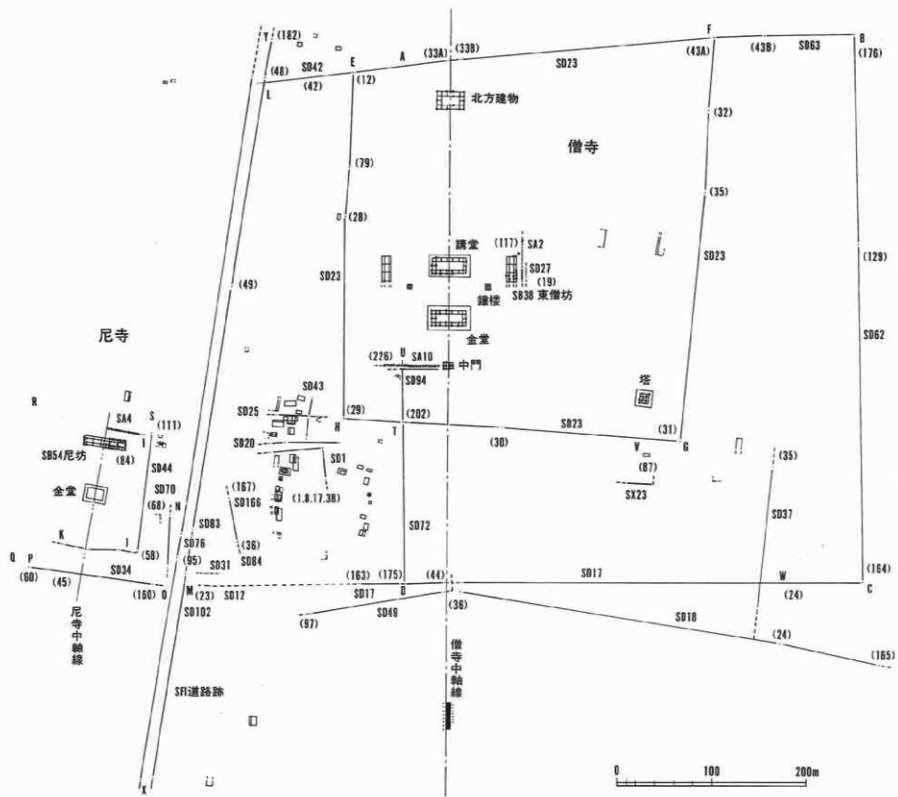 Y
(182)
F
B
A
(33A)
(33B)
(43A)
(43B)
SD63
(176)
(48)
SD42
E
(12)
SD23
L
(42)
北方建物
(32)
僧寺
(79)
(35)
(28)
講堂
(117)
SA2
SD27
(19)
SB38 東僧坊
SD23
SD23
(129)
(49)
鐘楼
SD62
金堂
尼寺
U
(226)
SA10
中門
SD94
塔
R
SD43
SA4
S
SD25
(29)
(202)
(111)
H
I
SD20
T
(30)
SD23
(31)
SB54尼坊
(84)
SD1
V
G
SD44
(87)
(35)
金堂
SD70
(167)
(1.8.17.38)
SX23
(68)
N
SD166
SD83
SD72
SD37
K
I
SD76
(36)
(58)
SD84
Q
P
(95)
SD31
(60)
(45)
SD34
(163)
(175)
(44)
SD17
W
(164)
(160)
O
M
(23)
SD12
SD17
D
(24)
C
SD102
SD49
(36)
(97)
SD18
尼寺中軸線
(24)
(165)
僧寺中軸線
SF1道路跡
0
100
200m
X